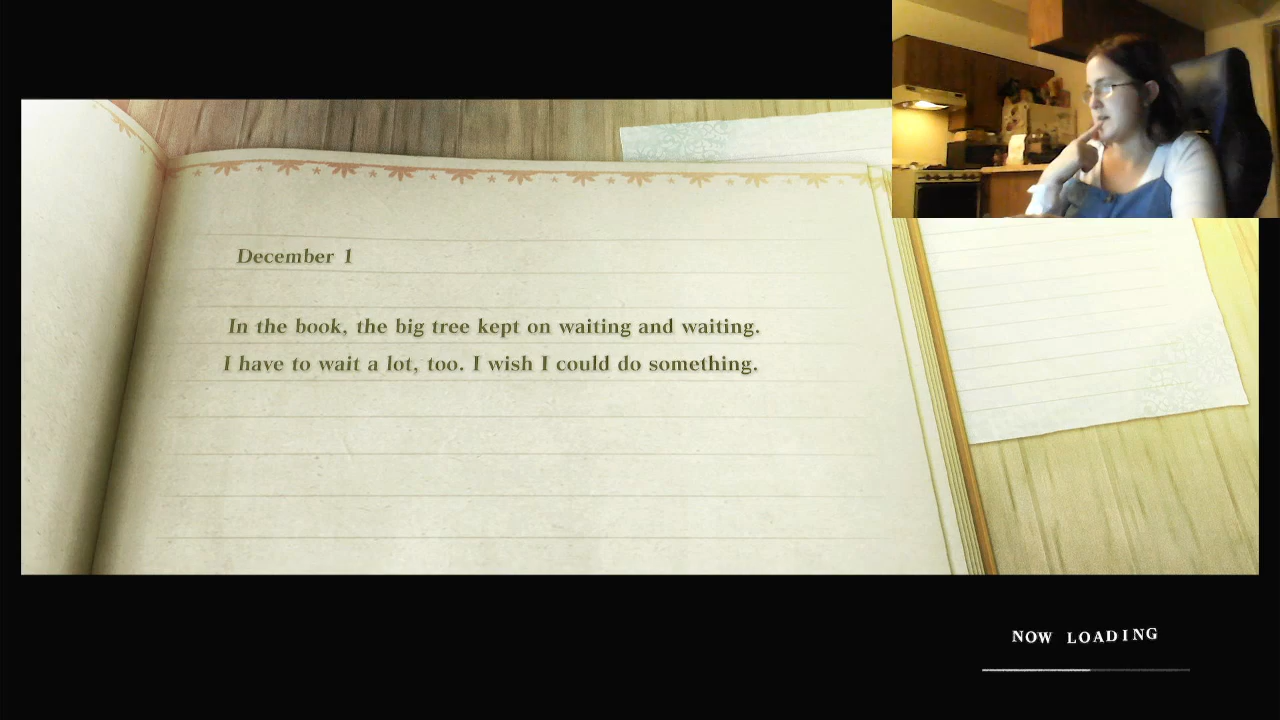 December 1
In the book, the big tree kept on waiting and waiting.
I have to wait a lot, too. I wish I could do something.
NOW LOADING